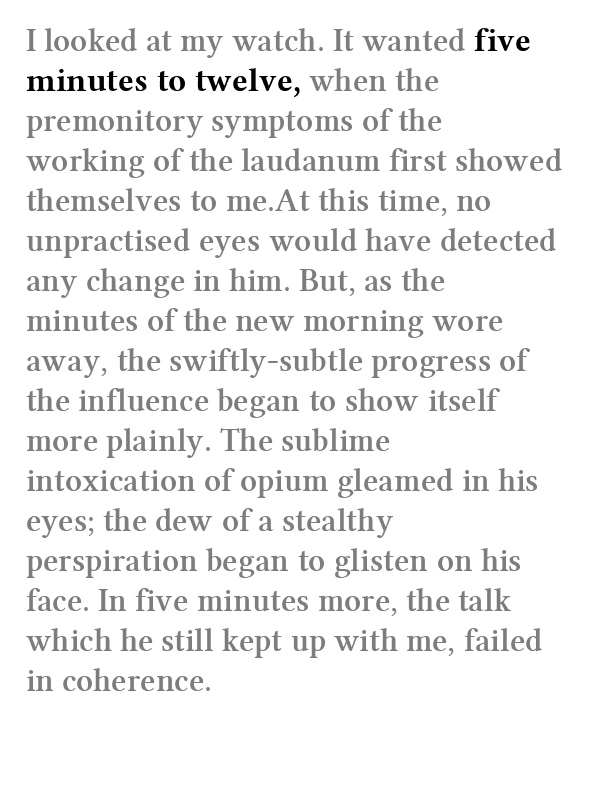 I looked at my watch. It wanted five
minutes to twelve, when the
premonitory symptoms of the
working of the laudanum first showed
themselves to me.At this time, no
unpractised eyes would have detected
any change in him. But, as the
minutes of the new morning wore
away, the swiftly-subtle progress of
the influence began to show itself
more plainly. The sublime
intoxication of opium gleamed in his
eyes; the dew of a stealthy
perspiration began to glisten on his
face. In five minutes more, the talk
which he still kept up with me, failed
in coherence.